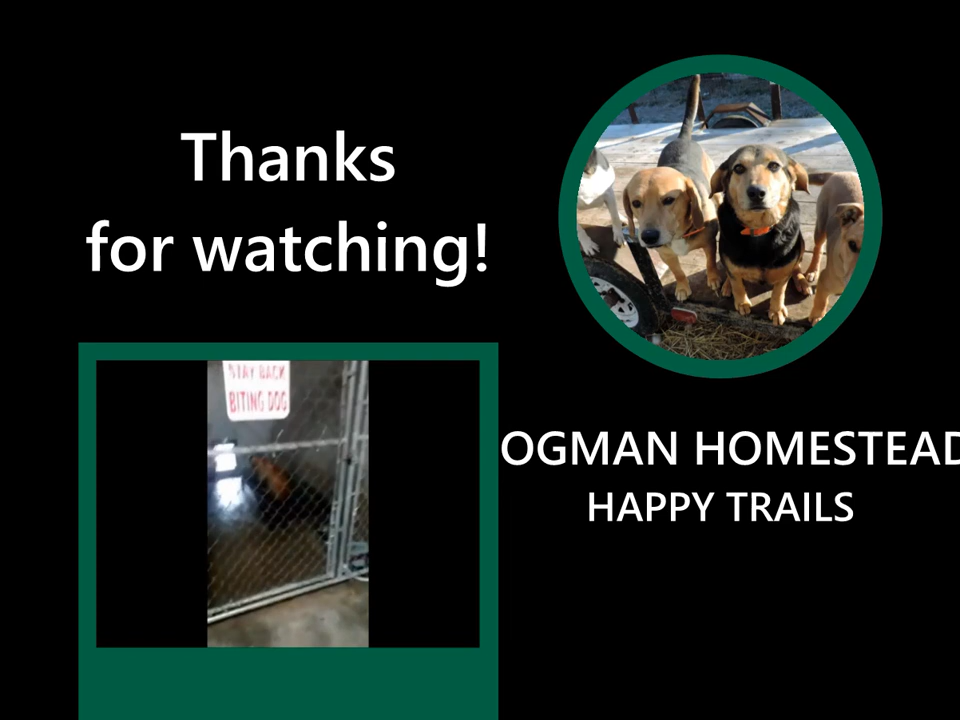 Thanks
for watching!
STAY BACK
BITING DOG
OGMAN HOMESTEAD
HAPPY TRAILS